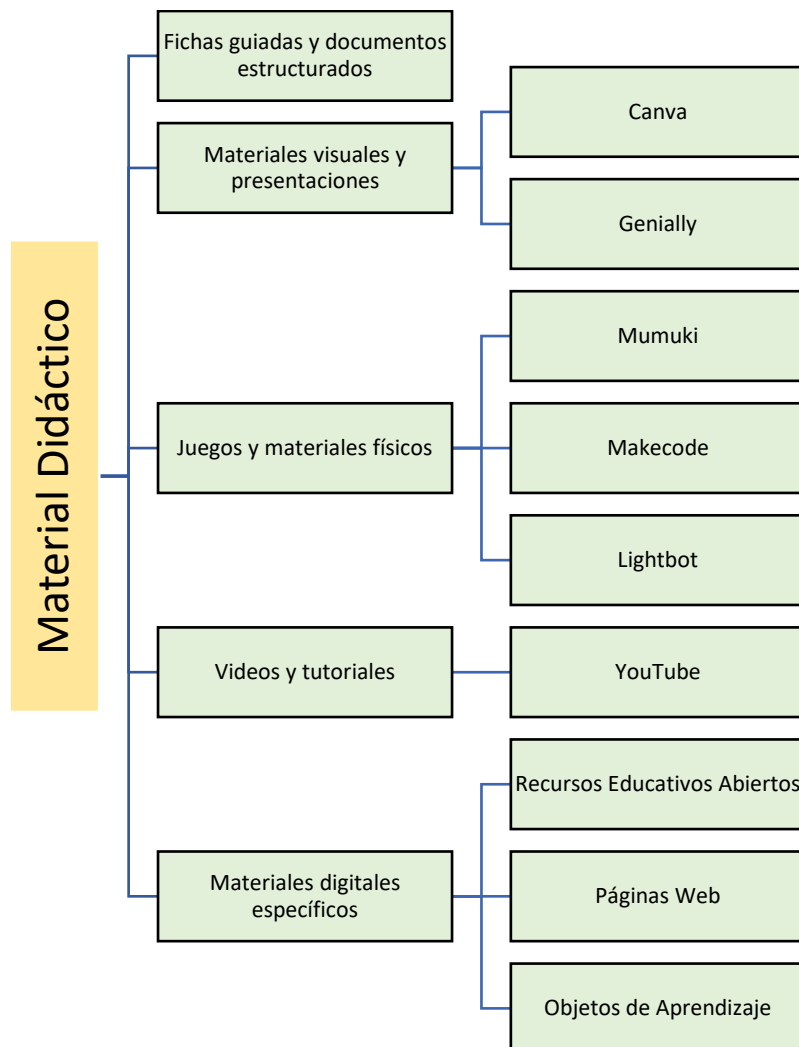 Material Didáctico
Fichas guiadas y documentos
estructurados
Materiales visuales y
presentaciones
Canva
Genially
Juegos y materiales físicos
Mumuki
Makecode
Lightbot
Videos y tutoriales
YouTube
Materiales digitales
específicos
Recursos Educativos Abiertos
Páginas Web
Objetos de Aprendizaje